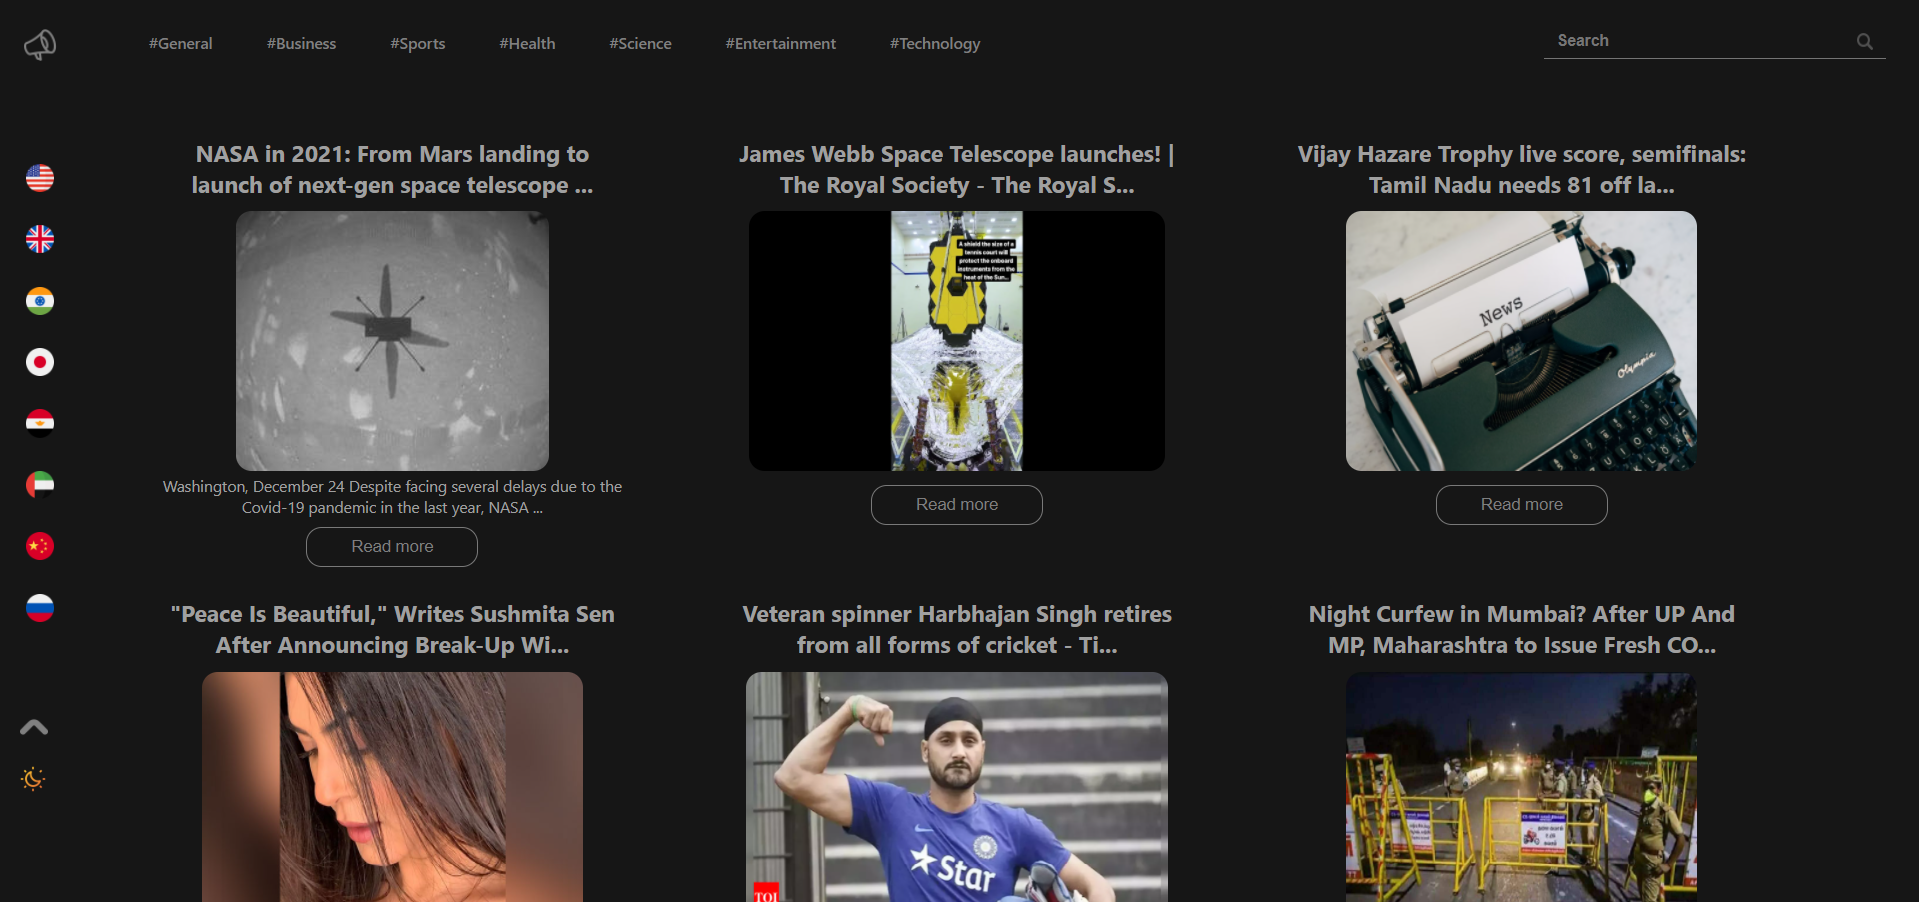 #General #Business #Sports #Health #Science #Entertainment #Technology
Search
NASA in 2021: From Mars landing to
launch of next-gen space telescope ...
Washington, December 24 Despite facing several delays due to the
Covid-19 pandemic in the last year, NASA ...
Read more
James Webb Space Telescope launches! |
The Royal Society - The Royal S...
A shield the size of a
tennis court will
protect the onboard
instruments from the
heat of the Sun...
Read more
Vijay Hazare Trophy live score, semifinals:
Tamil Nadu needs 81 off la...
News
Olympia
Read more
"Peace Is Beautiful," Writes Sushmita Sen
After Announcing Break-Up Wi...
Veteran spinner Harbhajan Singh retires
from all forms of cricket - Ti...
Star
TOI
Night Curfew in Mumbai? After UP And
MP, Maharashtra to Issue Fresh CO...